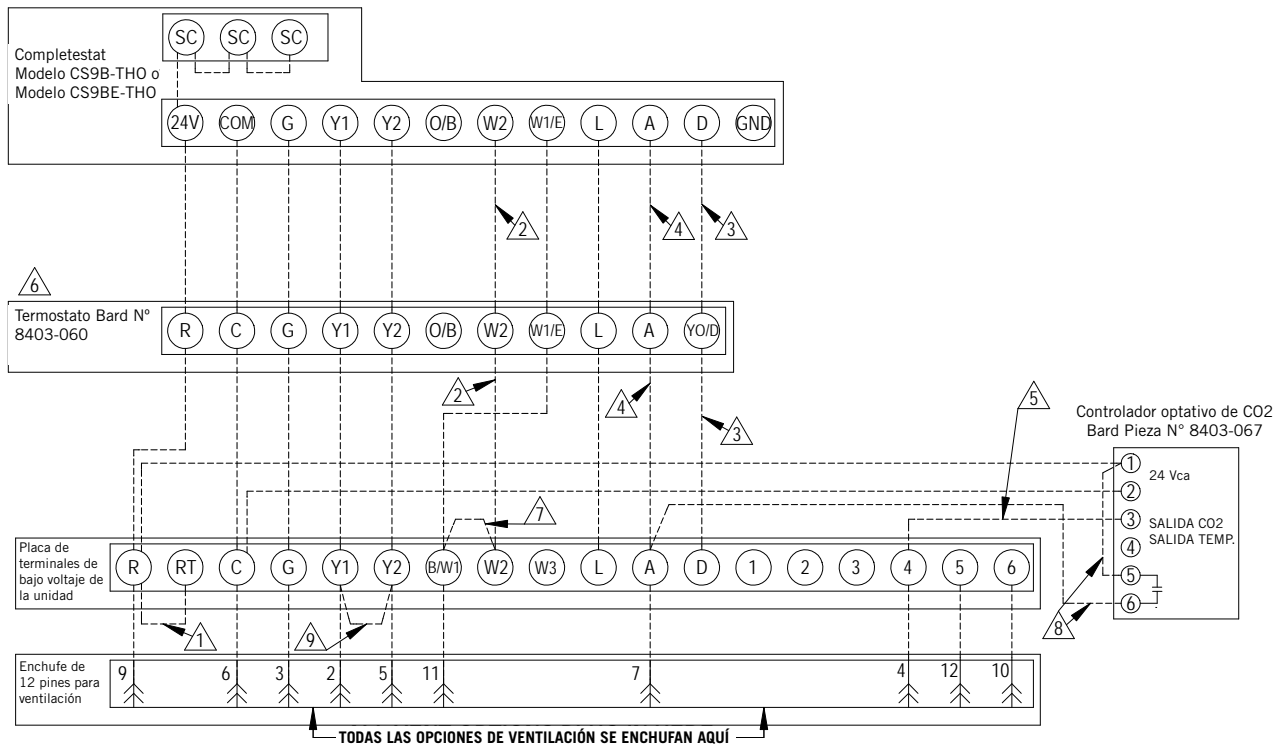 SC SC SC
Completestat
Modelo CS9B-THO o
Modelo CS9BE-THO
24V COM G Y1 Y2 O/B W2 W1/E L A D GND
2 4 3
6
Termostato Bard Nº
8403-060
R C G Y1 Y2 O/B W2 W1/E L A YO/D
2 4 3 5
Controlador optativo de CO2
Bard Pieza N° 8403-067
1 24 Vca
2
3 SALIDA CO2
4 SALIDA TEMP.
5
6
7
8
Placa de
terminales de
bajo voltaje de
la unidad
R RT C G Y1 Y2 B/W1 W2 W3 L A D 1 2 3 4 5 6
1 9
Enchufe de
12 pines para
ventilación
9 6 3 2 5 11 7 4 12 10
TODAS LAS OPCIONES DE VENTILACIÓN SE ENCHUFAN AQUÍ